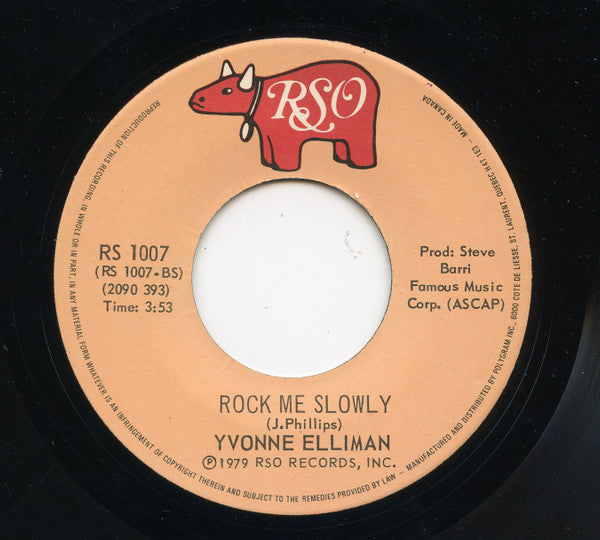 RSO
RS 1007
(RS 1007-BS)
(2090 393)
Time: 3:53
Prod: Steve
Barri
Famous Music
Corp. (ASCAP)
ROCK ME SLOWLY
(J.Phillips)
YVONNE ELLIMAN
Ⓟ1979 RSO RECORDS, INC.
REPRODUCTION OF THIS RECORDING, IN WHOLE OR IN PART, IN ANY MATERIAL FORM WHATEVER IS AN INFRINGEMENT OF COPYRIGHT THEREIN AND SUBJECT TO THE REMEDIES PROVIDED BY LAW – MANUFACTURED AND DISTRIBUTED BY POLYGRAM INC. 6000 COTE DE LIESSE, ST. LAURENT, QUEBEC H4T 1E3 – MADE IN CANADA